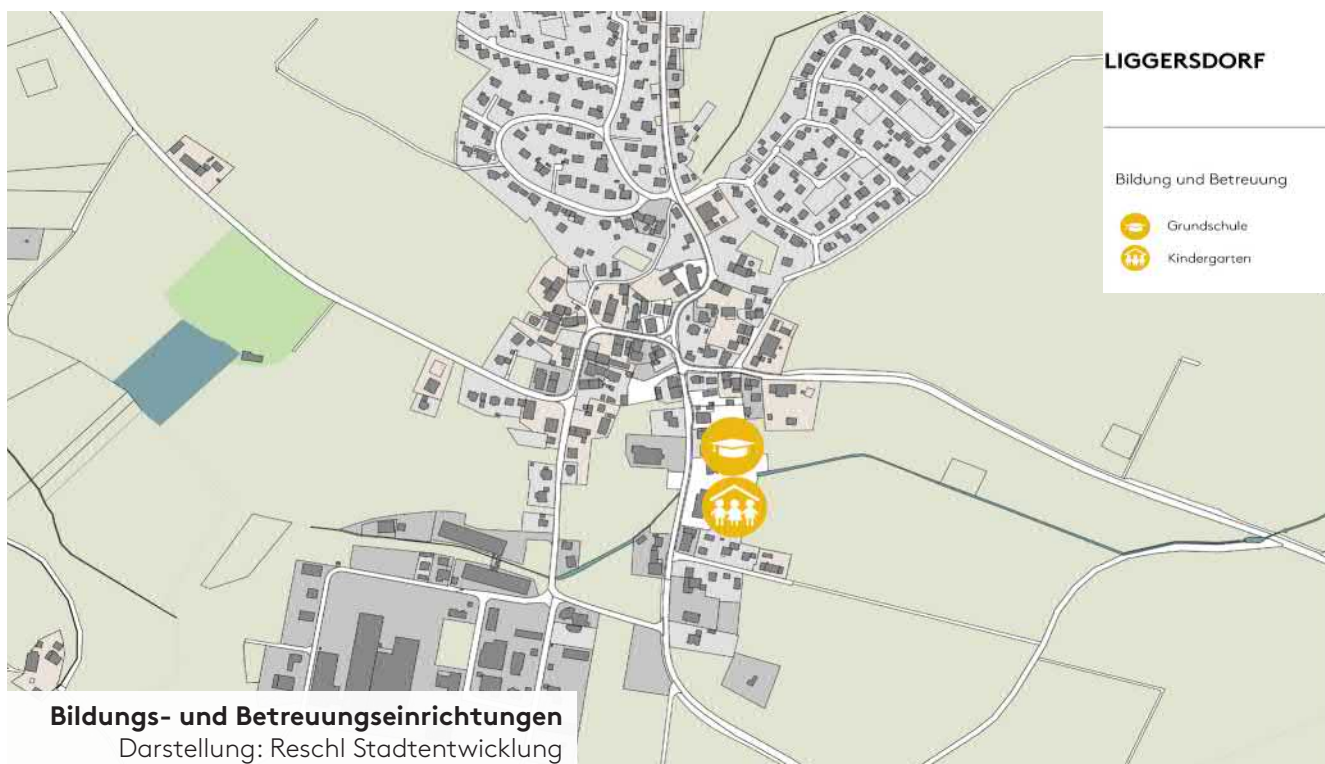 LIGGERSDORF
Bildung und Betreuung
Grundschule
Kindergarten
Bildungs- und Betreuungseinrichtungen
Darstellung: Reschl Stadtentwicklung